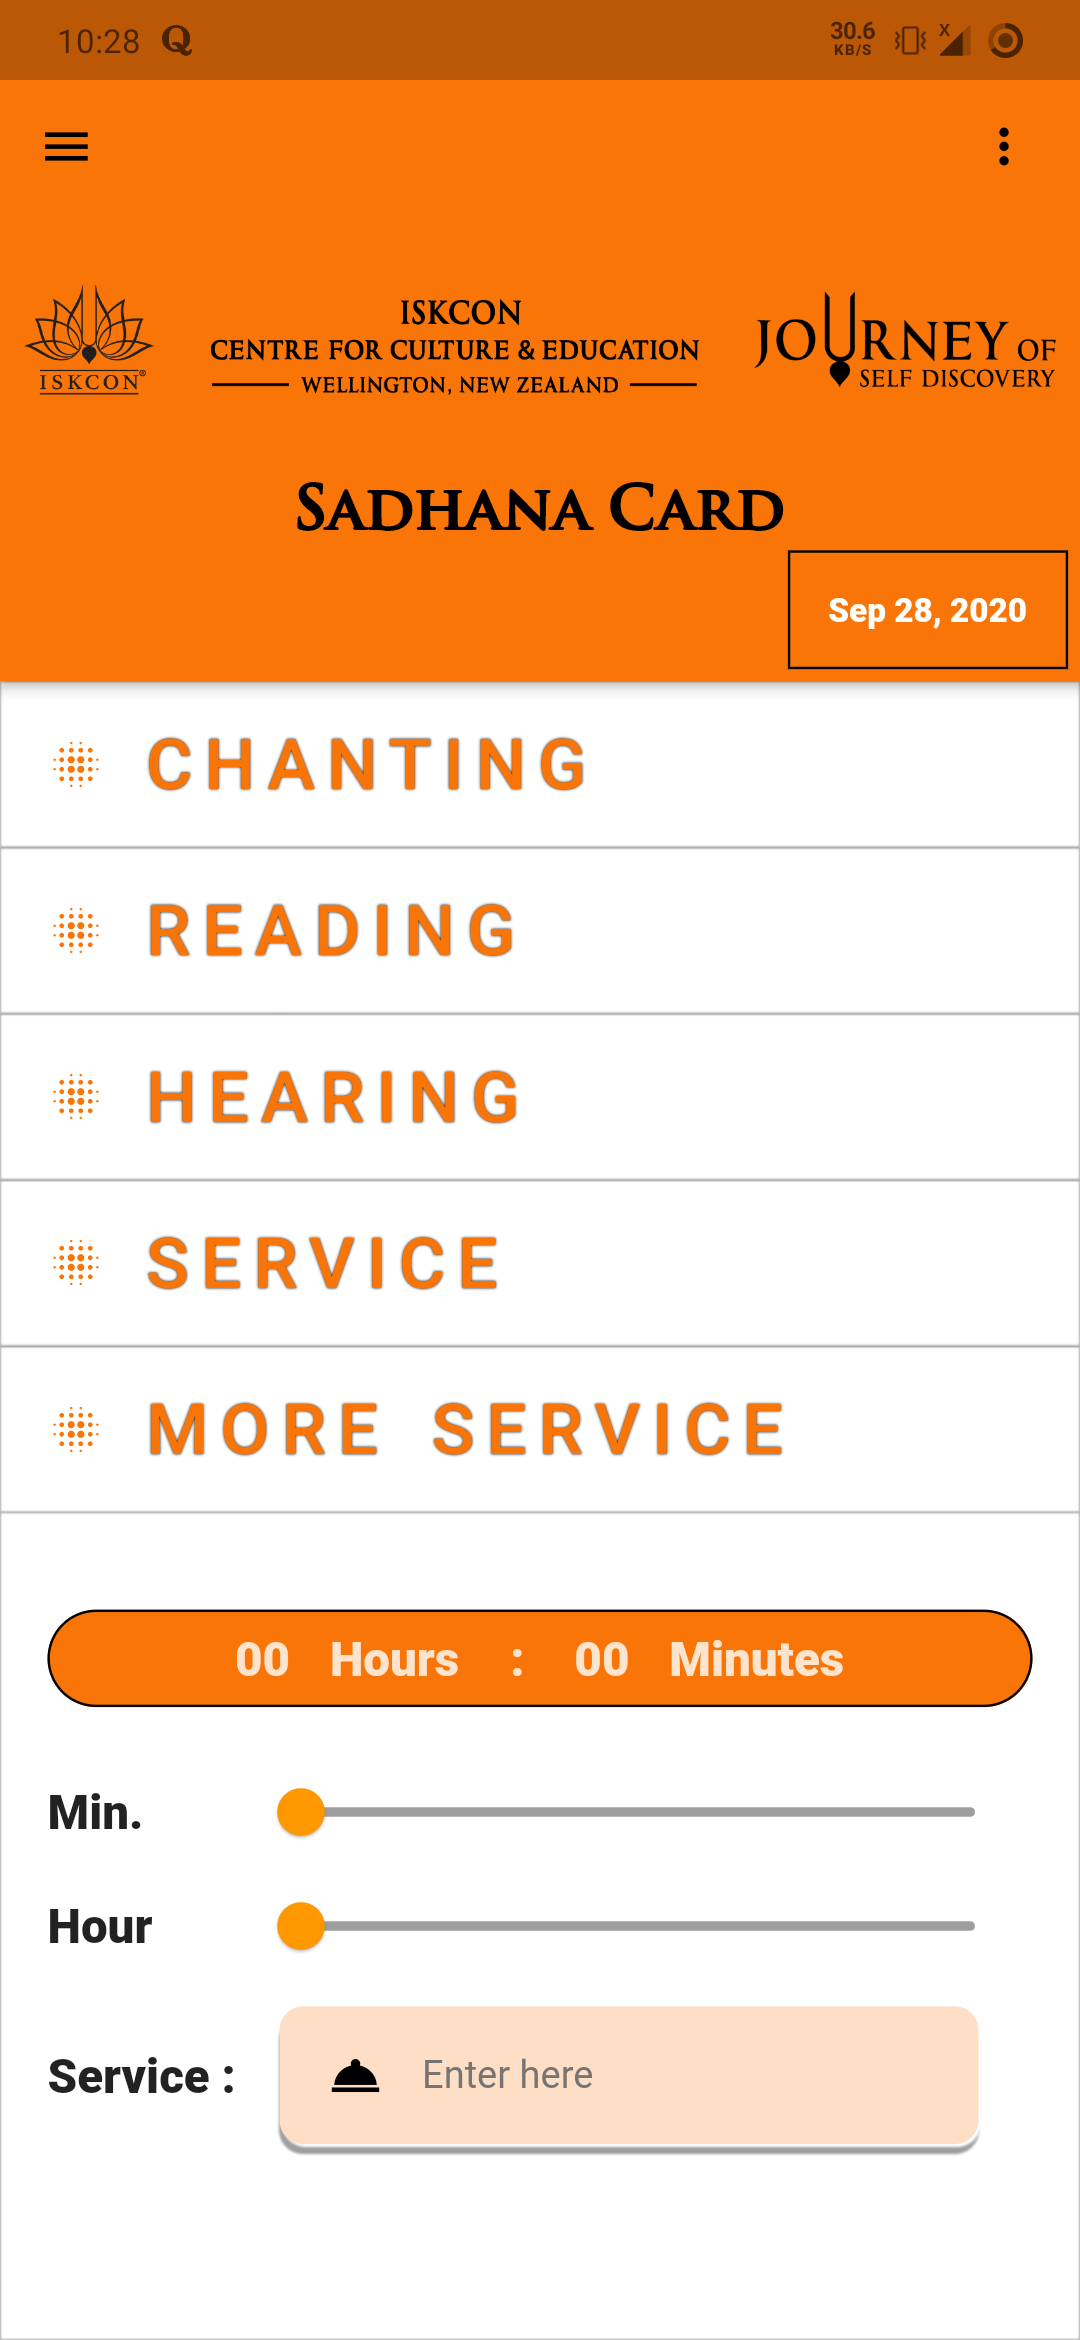 10:28 Q 30.6 KB/S X
ISKCON®
ISKCON
CENTRE FOR CULTURE & EDUCATION
WELLINGTON, NEW ZEALAND
JOURNEY OF
SELF DISCOVERY
SADHANA CARD
Sep 28, 2020
CHANTING
READING
HEARING
SERVICE
MORE SERVICE
00 Hours : 00 Minutes
Min.
Hour
Service : Enter here